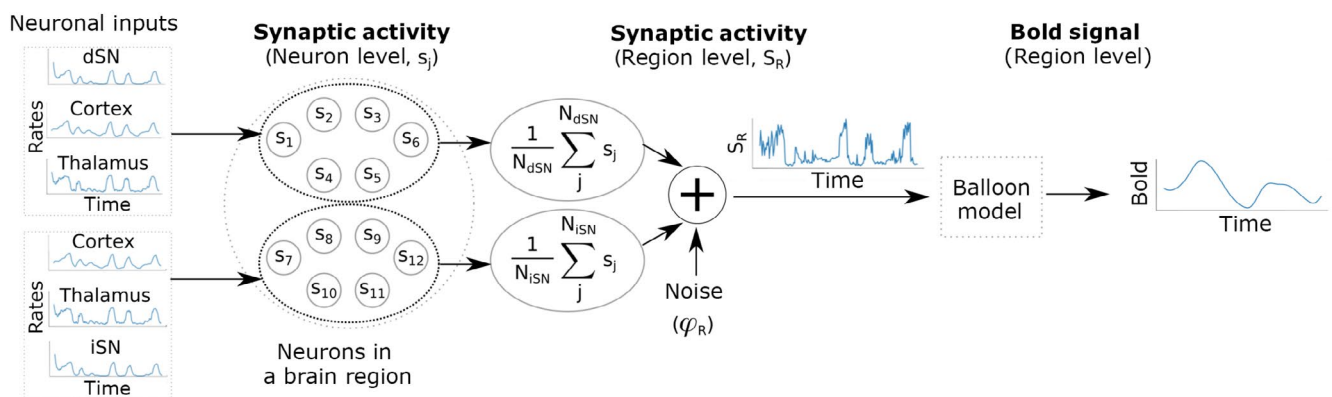 Neuronal inputs
dSN
Cortex
Thalamus
Rates
Time
Cortex
Thalamus
iSN
Rates
Time
Synaptic activity
(Neuron level, sj)
s1
s2
s3
s4
s5
s6
s7
s8
s9
s10
s11
s12
Neurons in
a brain region
Synaptic activity
(Region level, SR)
1/NdSN ∑j NdSN sj
1/NiSN ∑j NiSN sj
+
Noise
(φR)
SR
Time
Balloon
model
Bold signal
(Region level)
Bold
Time